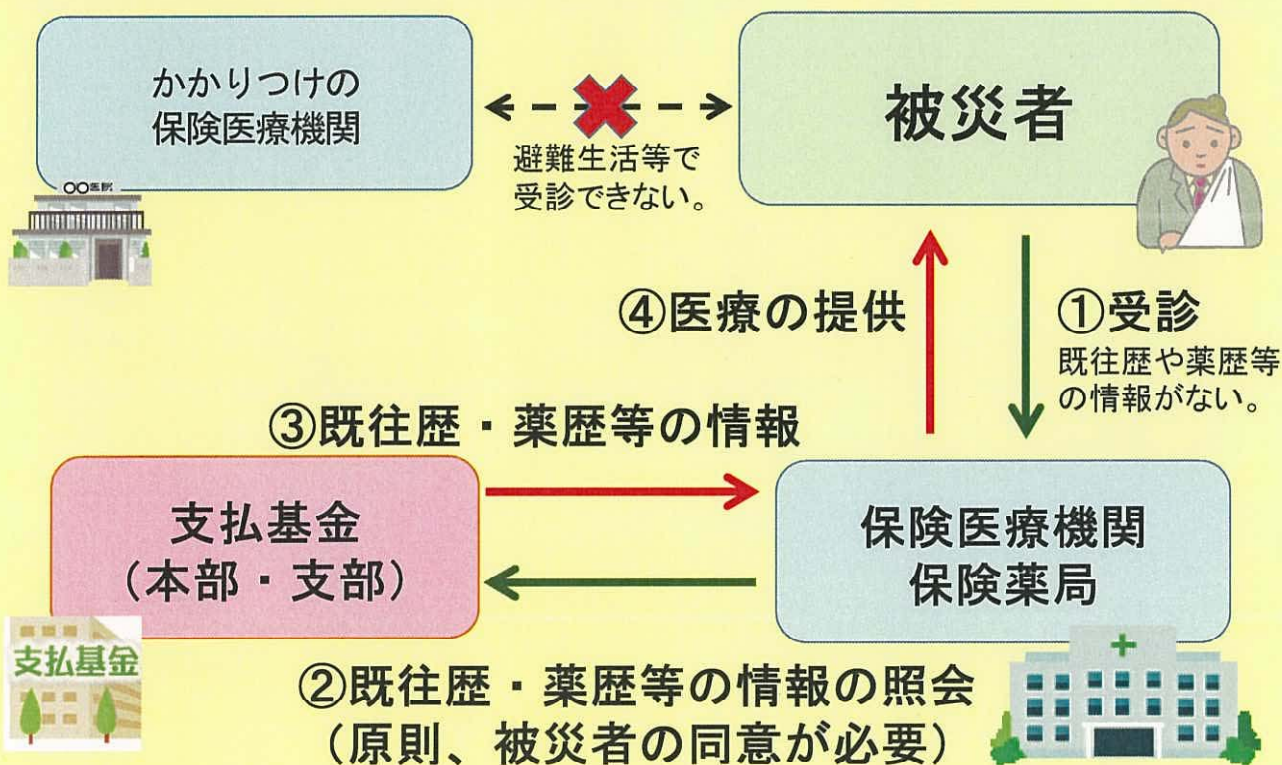 かかりつけの
保険医療機関
〇〇医院
避難生活等で
受診できない。
被災者
④医療の提供
①受診
既往歴や薬歴等
の情報がない。
③既往歴・薬歴等の情報
支払基金
（本部・支部）
保険医療機関
保険薬局
支払基金
②既往歴・薬歴等の情報の照会
（原則、被災者の同意が必要）